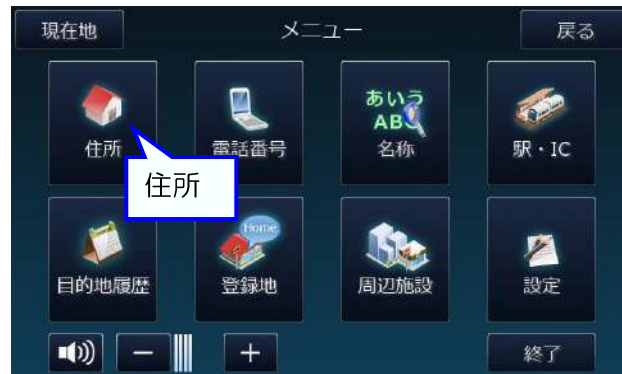 現在地 メニュー 戻る
あいう
ABC
住所 電話番号 名称 駅・IC
住所
Home
目的地履歴 登録地 周辺施設 設定
− + 終了